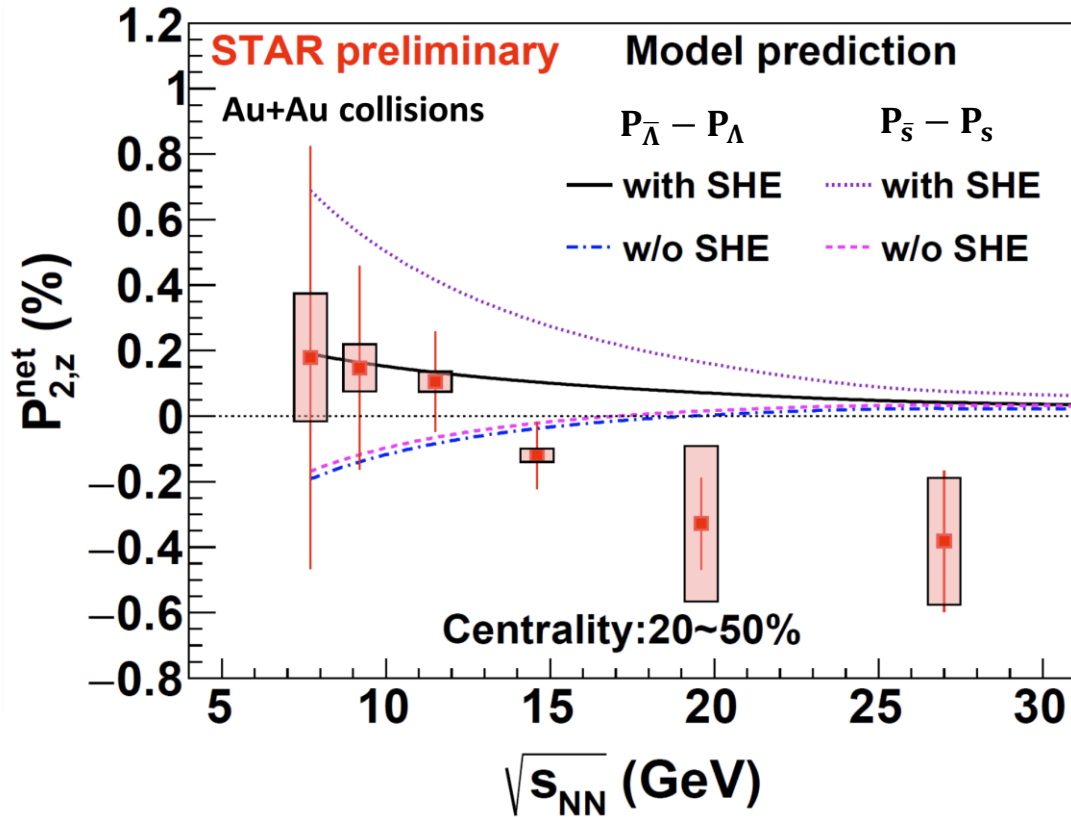 STAR preliminary Model prediction
Au+Au collisions
P_Λ̅ − P_Λ P_s̅ − P_s
with SHE with SHE
w/o SHE w/o SHE
P^net_2,z (%)
1.2
1
0.8
0.6
0.4
0.2
0
−0.2
−0.4
−0.6
−0.8
Centrality:20~50%
5 10 15 20 25 30
√s_NN (GeV)